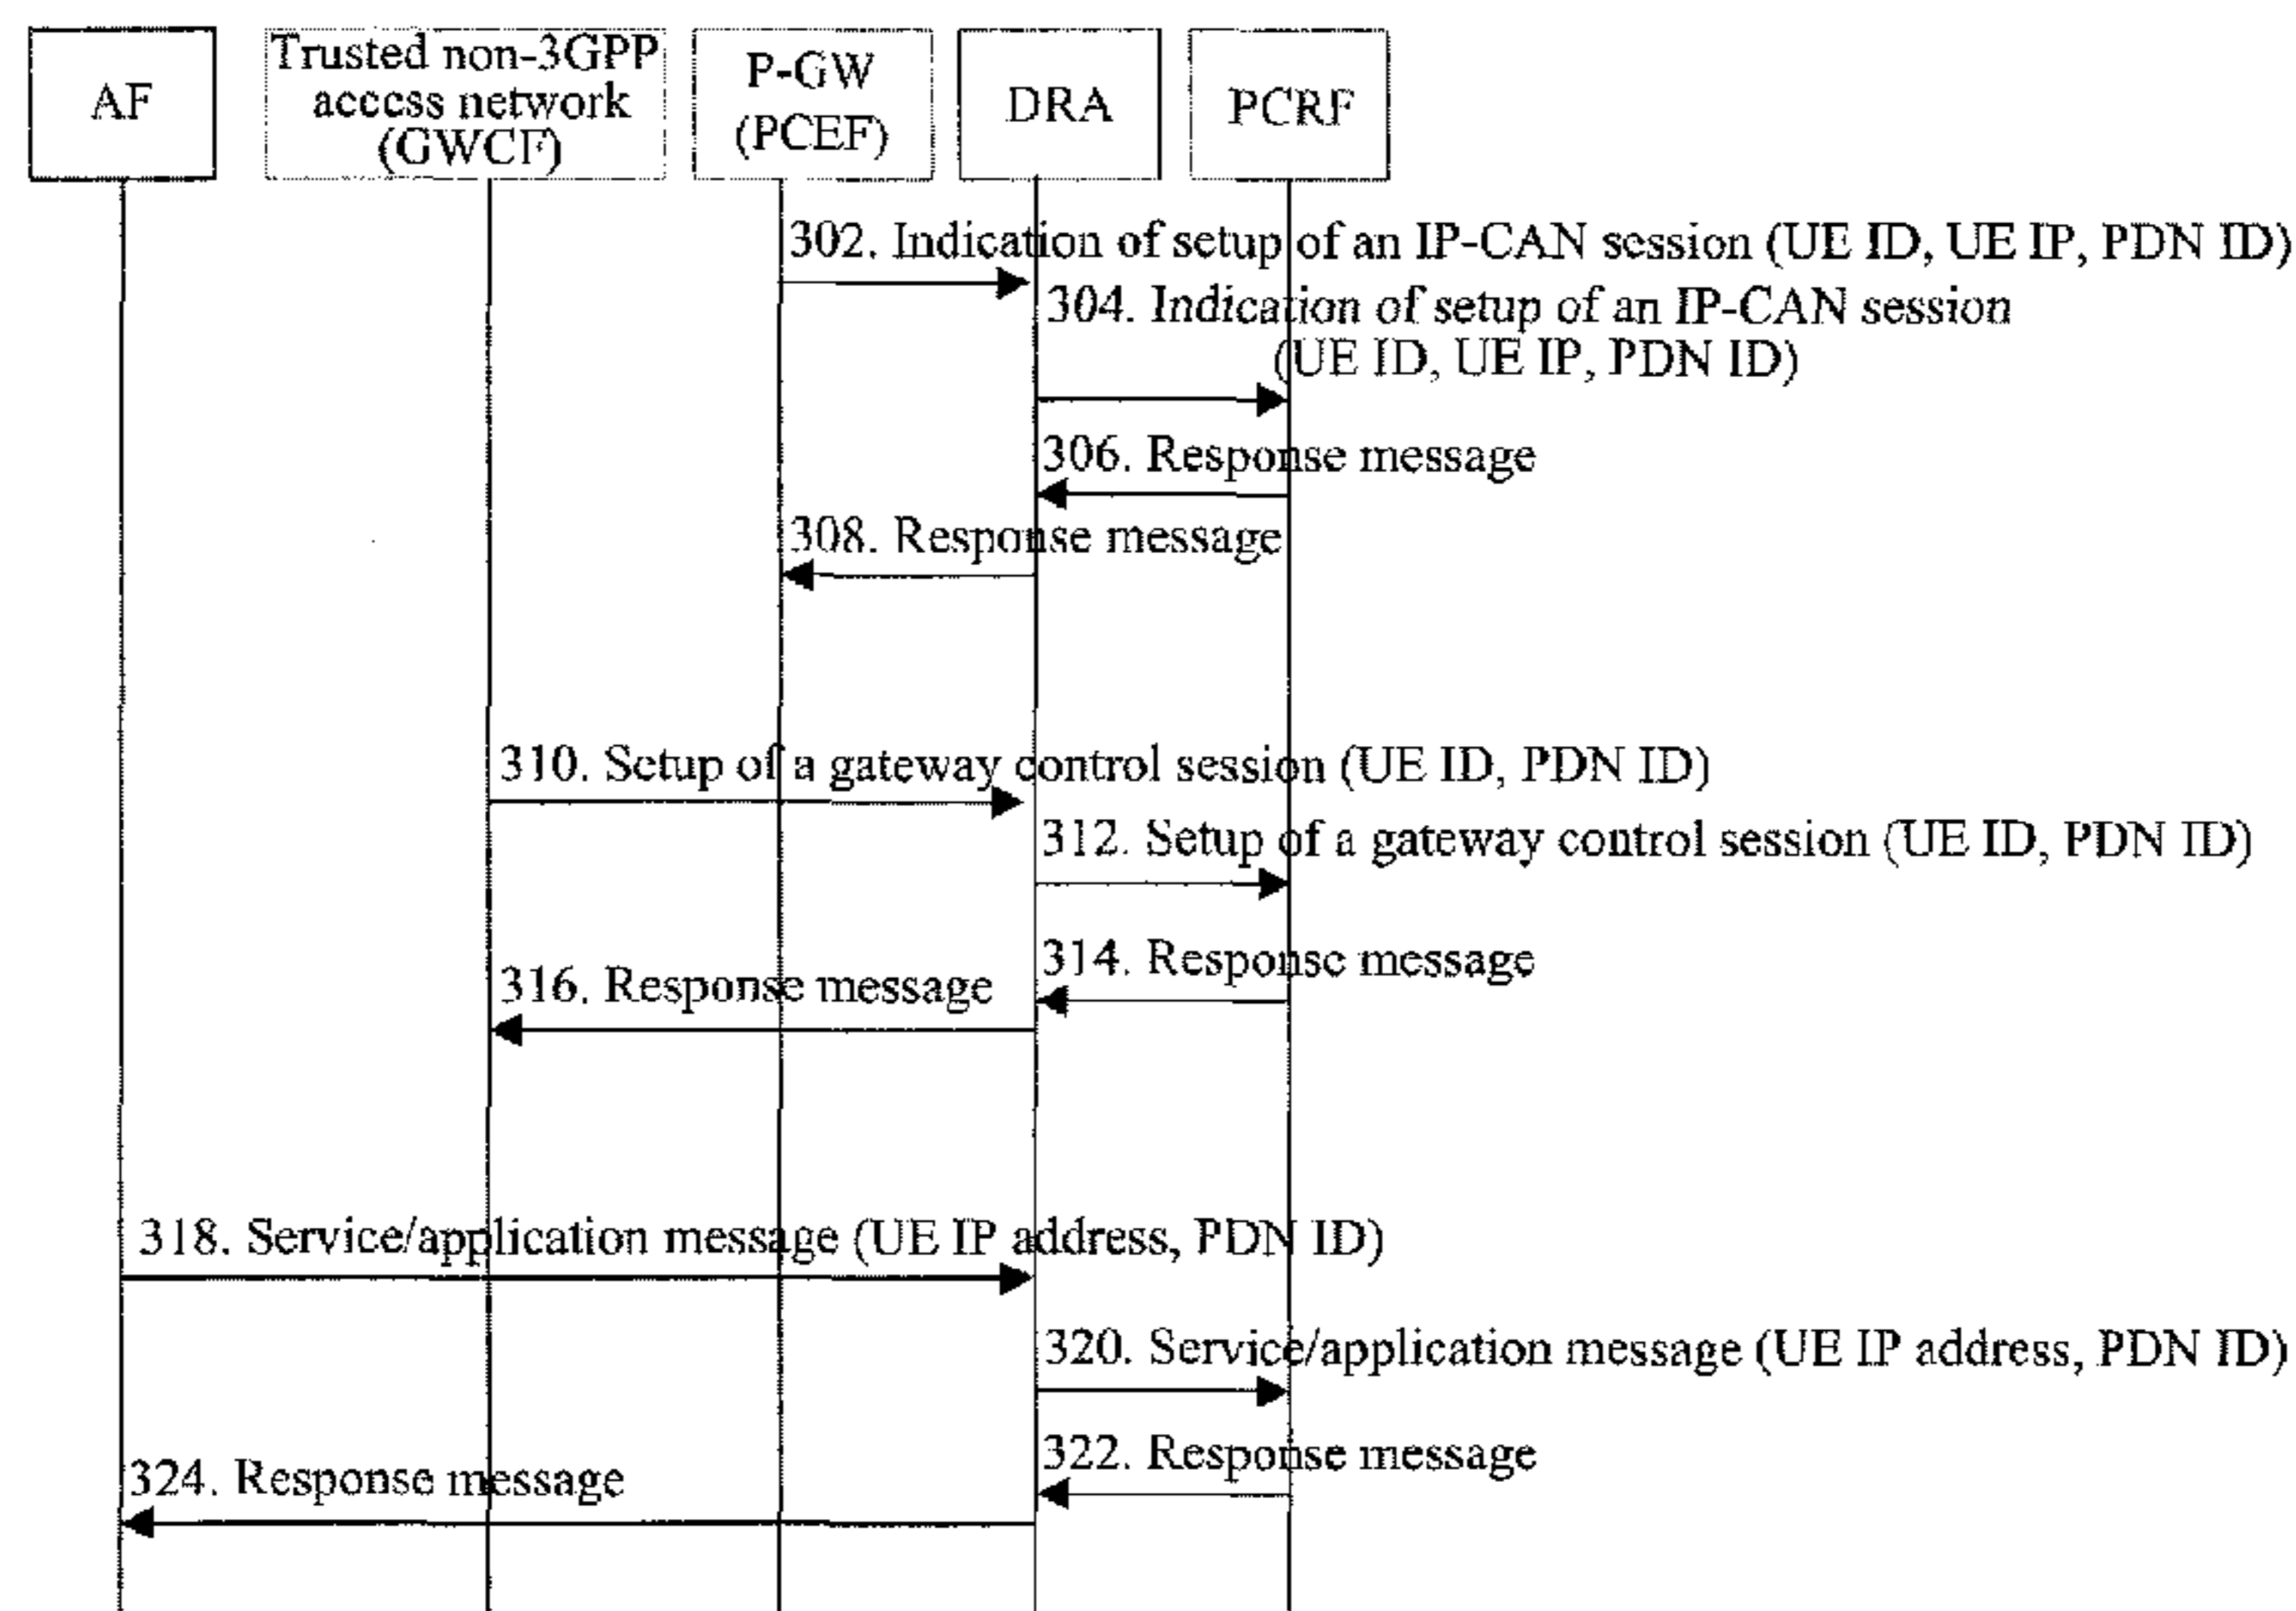 AF
Trusted non-3GPP
access network
(GWCF)
P-GW
(PCEF)
DRA
PCRF
302. Indication of setup of an IP-CAN session (UE ID, UE IP, PDN ID)
304. Indication of setup of an IP-CAN session
(UE ID, UE IP, PDN ID)
306. Response message
308. Response message
310. Setup of a gateway control session (UE ID, PDN ID)
312. Setup of a gateway control session (UE ID, PDN ID)
314. Response message
316. Response message
318. Service/application message (UE IP address, PDN ID)
320. Service/application message (UE IP address, PDN ID)
322. Response message
324. Response message